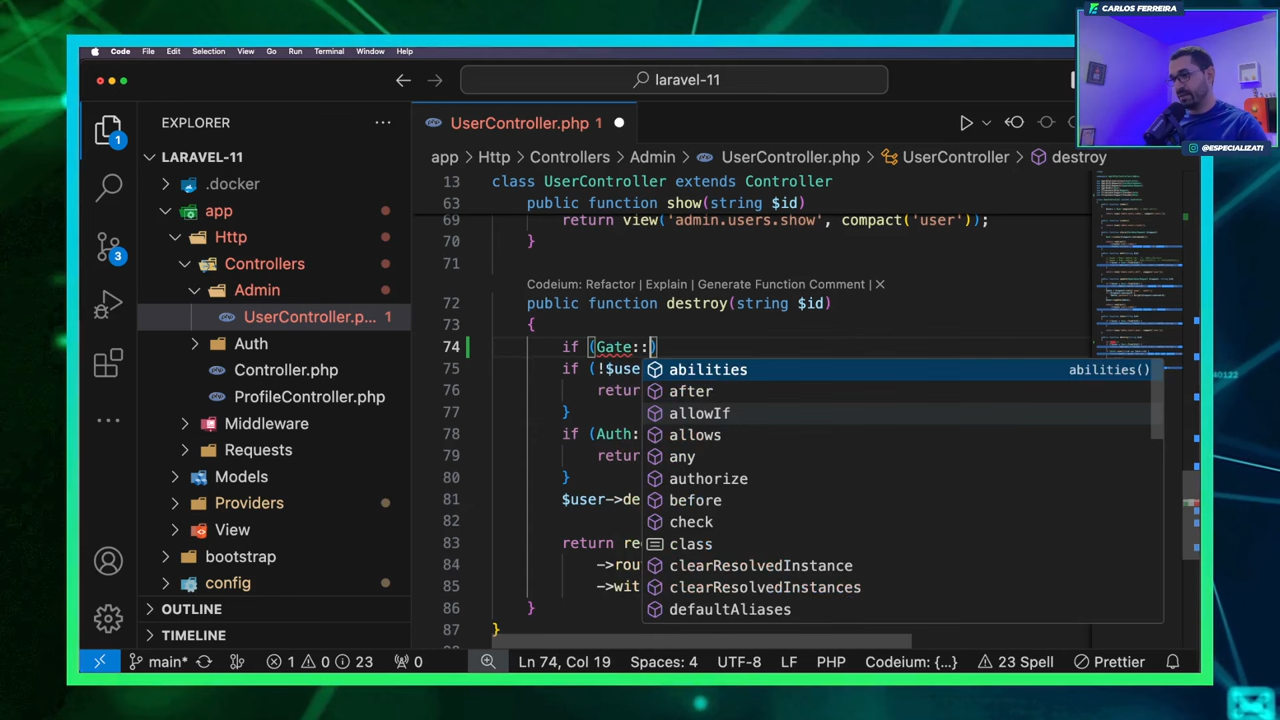 CARLOS FERREIRA
Code File Edit Selection View Go Run Terminal Window Help
laravel-11
1
EXPLORER
UserController.php 1
LARAVEL-11
app > Http > Controllers > Admin > UserController.php > UserController > destroy
@ESPECIALIZATI
.docker
13 class UserController extends Controller
63 public function show(string $id)
app
69 return view('admin.users.show', compact('user'));
Http
70 }
3
Controllers
71
Admin
Codeium: Refactor | Explain | Generate Function Comment | ✕
UserController.p... 1
72 public function destroy(string $id)
73 {
Auth
74 if (Gate::)
Controller.php
75 if (!$use
abilities abilities()
ProfileController.php
76 retur
after
77 }
allowIf
Middleware
78 if (Auth:
allows
Requests
79 retur
any
Models
80 }
authorize
Providers
81 $user->de
before
View
82
check
83 return re
class
bootstrap
84 ->rou
clearResolvedInstance
config
85 ->wit
clearResolvedInstances
OUTLINE
86 }
defaultAliases
TIMELINE
87 }
main* 1 0 23 0 Ln 74, Col 19 Spaces: 4 UTF-8 LF PHP Codeium: {...} 23 Spell Prettier